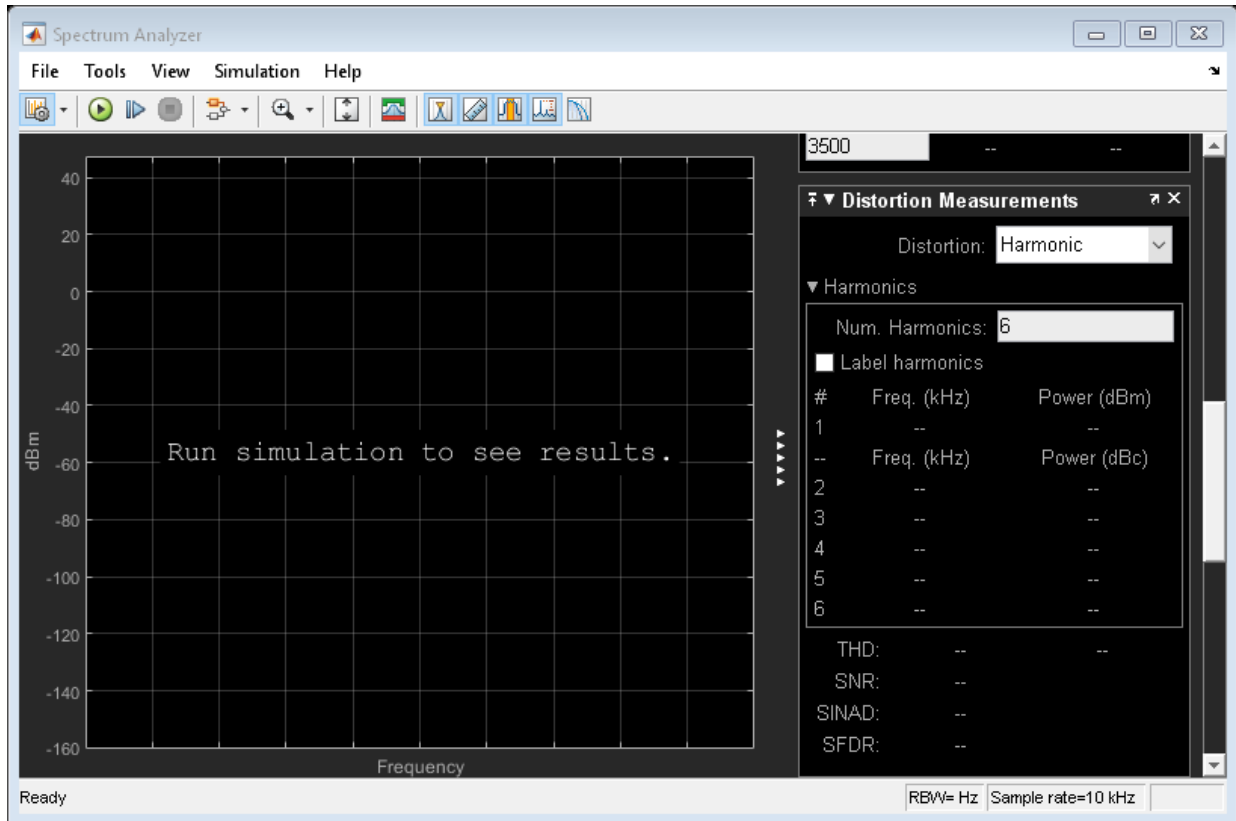 Spectrum Analyzer
File Tools View Simulation Help
40
20
0
-20
-40
-60
-80
-100
-120
-140
-160
dBm
Run simulation to see results.
Frequency
3500 -- --
Distortion Measurements
Distortion: Harmonic
Harmonics
Num. Harmonics: 6
Label harmonics
# Freq. (kHz) Power (dBm)
1 -- --
-- Freq. (kHz) Power (dBc)
2 -- --
3 -- --
4 -- --
5 -- --
6 -- --
THD: -- --
SNR: --
SINAD: --
SFDR: --
Ready
RBW= Hz Sample rate=10 kHz